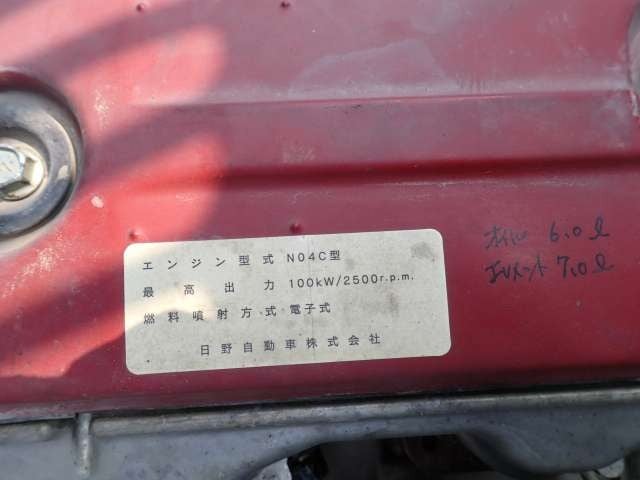 エンジン型式 N04C型
最高出力 100kW/2500r.p.m.
燃料噴射方式 電子式
日野自動車株式会社
オイル 6.0ℓ
エレメント 7.0ℓ